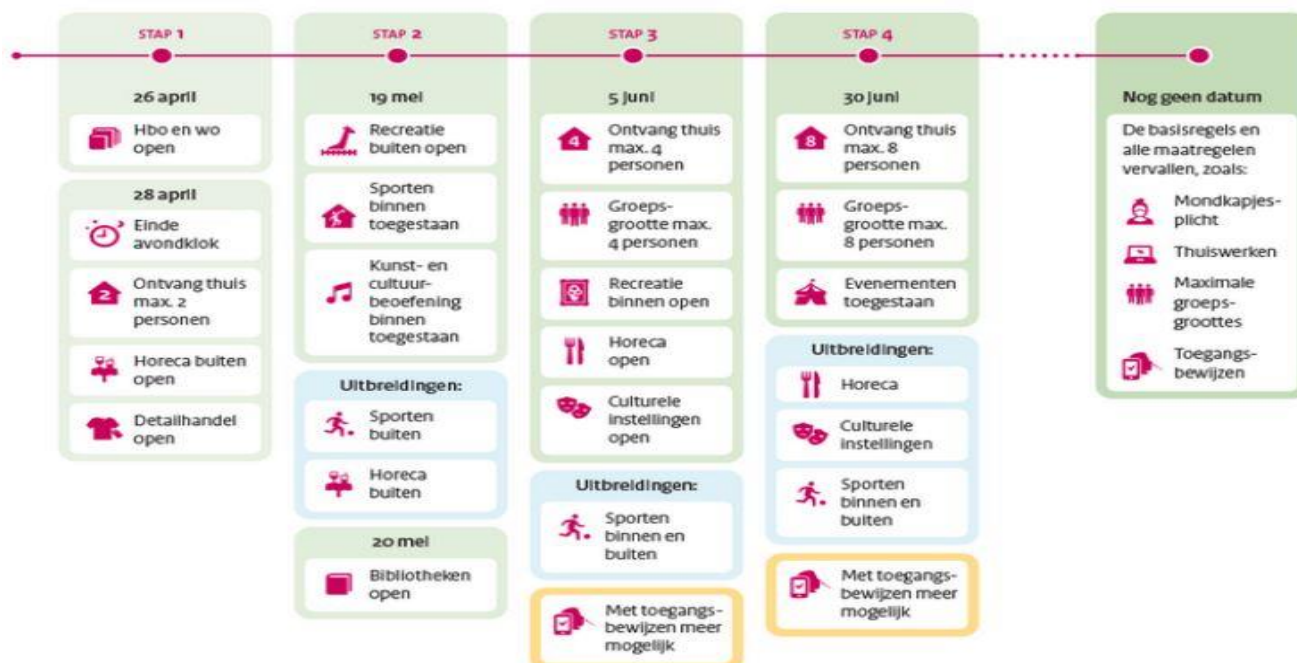 STAP 1
26 april
Hbo en wo
open
28 april
Einde
avondklok
2
Ontvang thuis
max. 2
personen
Horeca buiten
open
Detailhandel
open
STAP 2
19 mei
Recreatie
buiten open
Sporten
binnen
toegestaan
Kunst- en
cultuur-
beoefening
binnen
toegestaan
Uitbreidingen:
Sporten
buiten
Horeca
buiten
20 mei
Bibliotheken
open
STAP 3
5 juni
4
Ontvang thuis
max. 4
personen
Groeps-
grootte max.
4 personen
Recreatie
binnen open
Horeca
open
Culturele
instellingen
open
Uitbreidingen:
Sporten
binnen en
buiten
Met toegangs-
bewijzen meer
mogelijk
STAP 4
30 juni
8
Ontvang thuis
max. 8
personen
Groeps-
grootte max.
8 personen
Evenementen
toegestaan
Uitbreidingen:
Horeca
Culturele
instellingen
Sporten
binnen en
buiten
Met toegangs-
bewijzen meer
mogelijk
Nog geen datum
De basisregels en
alle maatregelen
vervallen, zoals:
Mondkapjes-
plicht
Thuiswerken
Maximale
groeps-
groottes
Toegangs-
bewijzen